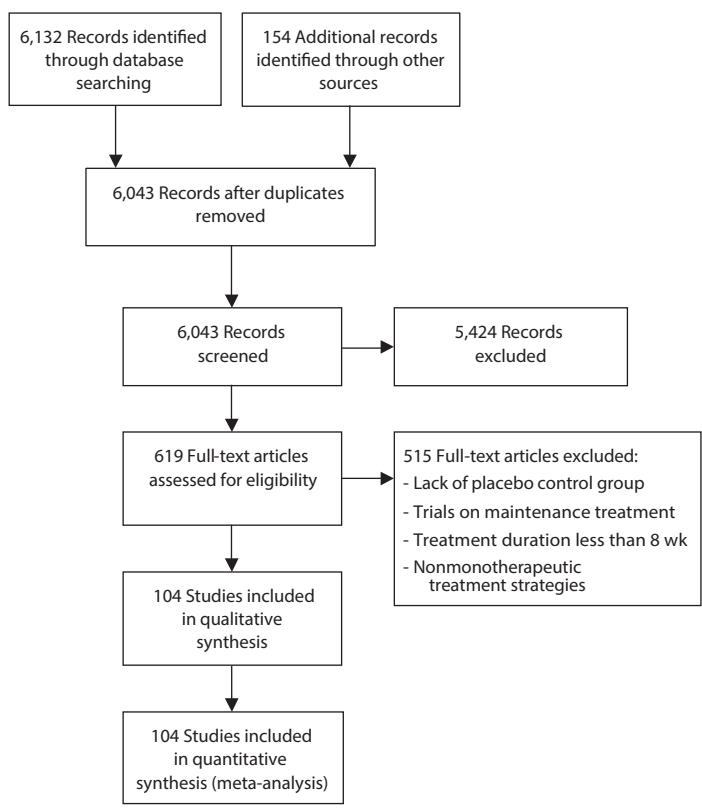 6,132 Records identified
through database
searching
154 Additional records
identified through other
sources
6,043 Records after duplicates
removed
6,043 Records
screened
5,424 Records
excluded
619 Full-text articles
assessed for eligibility
515 Full-text articles excluded:
- Lack of placebo control group
- Trials on maintenance treatment
- Treatment duration less than 8 wk
- Nonmonotherapeutic
treatment strategies
104 Studies included
in qualitative
synthesis
104 Studies included
in quantitative
synthesis (meta-analysis)